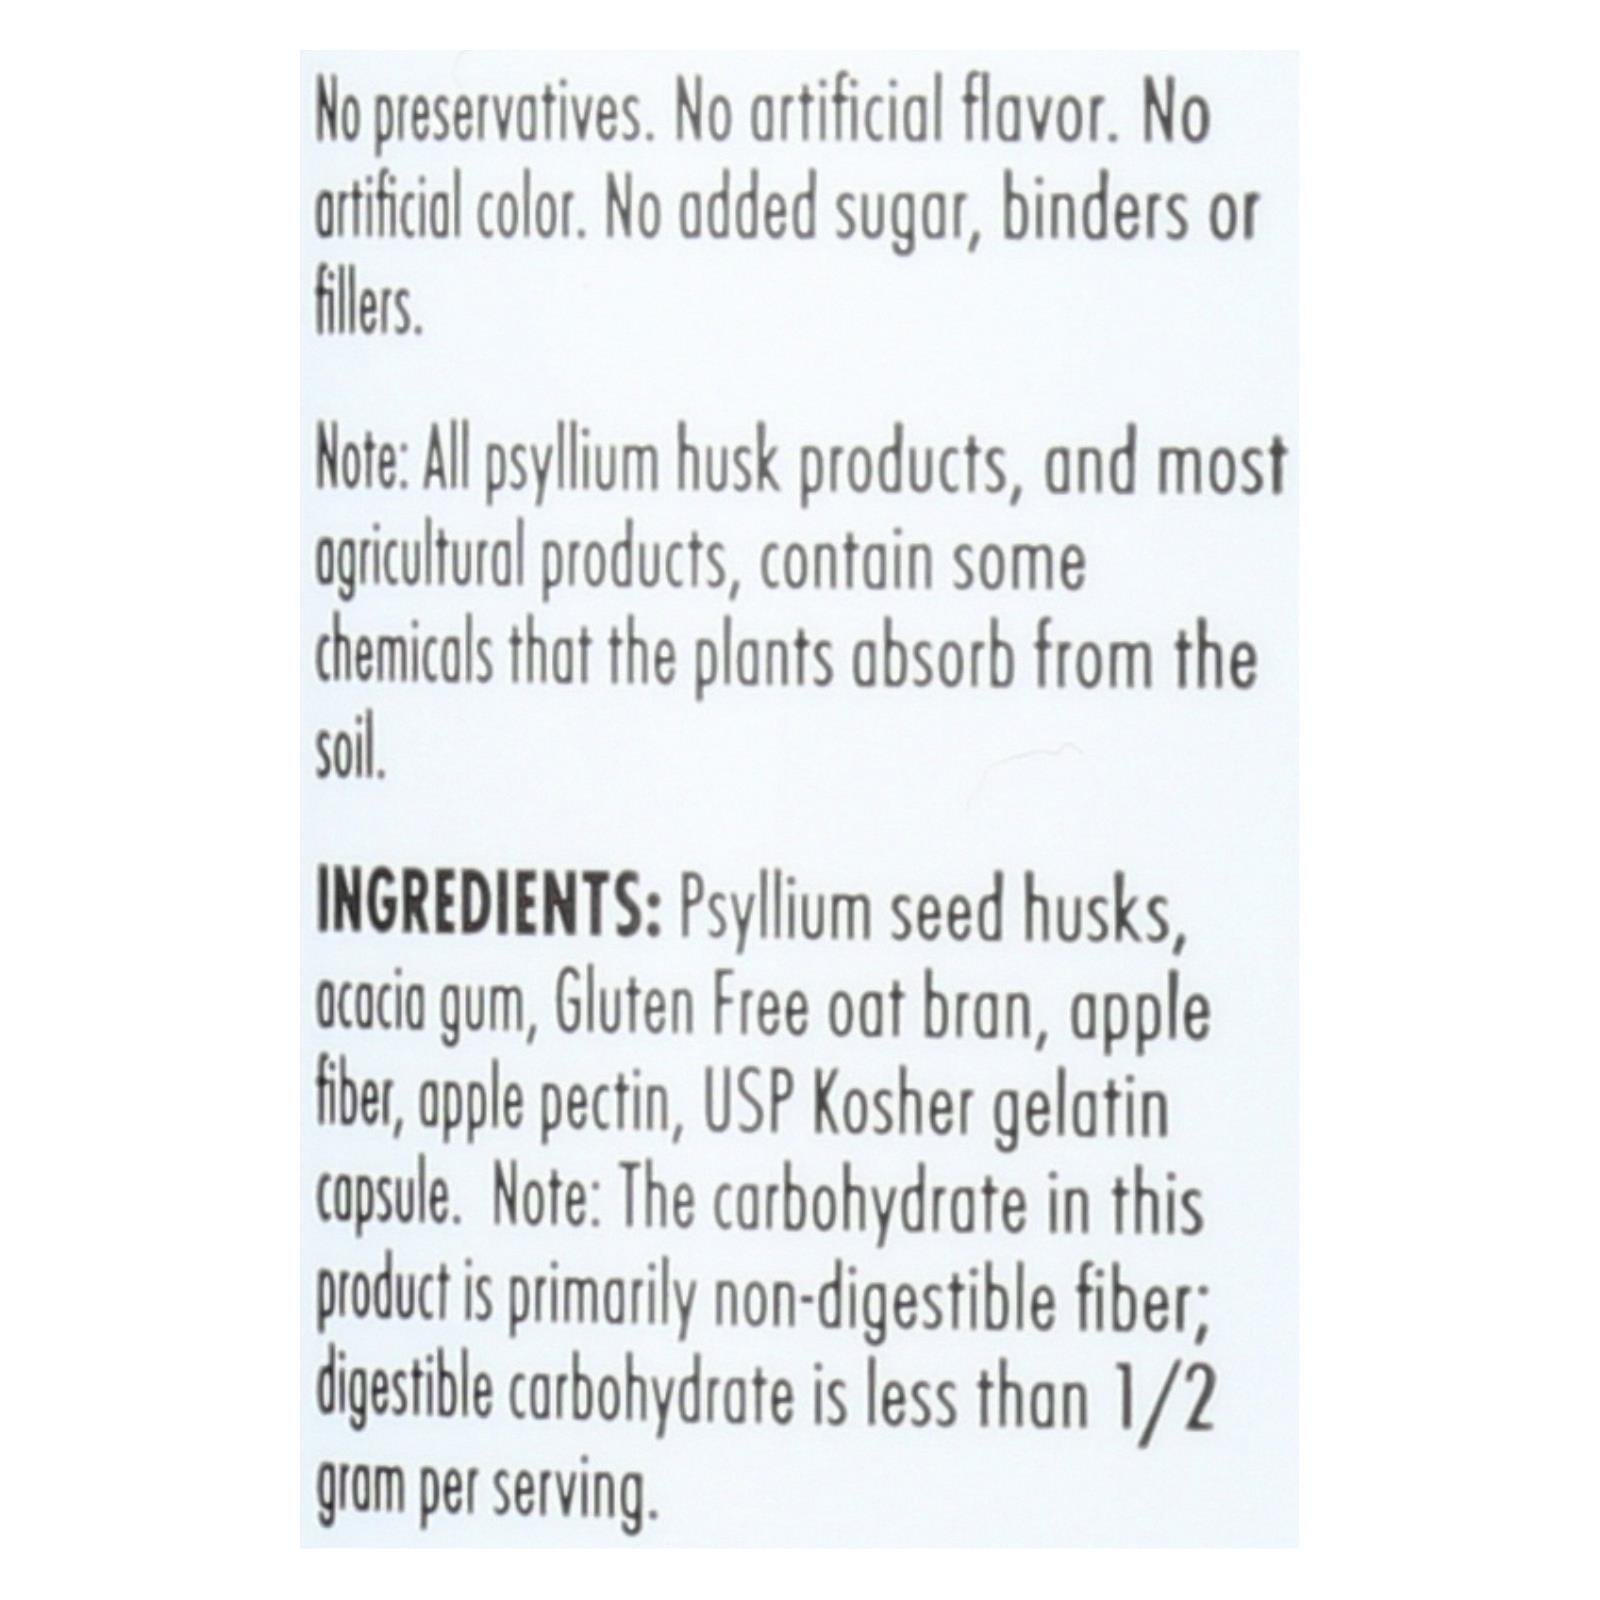 No preservatives. No artificial flavor. No
artificial color. No added sugar, binders or
fillers.
Note: All psyllium husk products, and most
agricultural products, contain some
chemicals that the plants absorb from the
soil.
INGREDIENTS: Psyllium seed husks,
acacia gum, Gluten Free oat bran, apple
fiber, apple pectin, USP Kosher gelatin
capsule. Note: The carbohydrate in this
product is primarily non-digestible fiber;
digestible carbohydrate is less than 1/2
gram per serving.